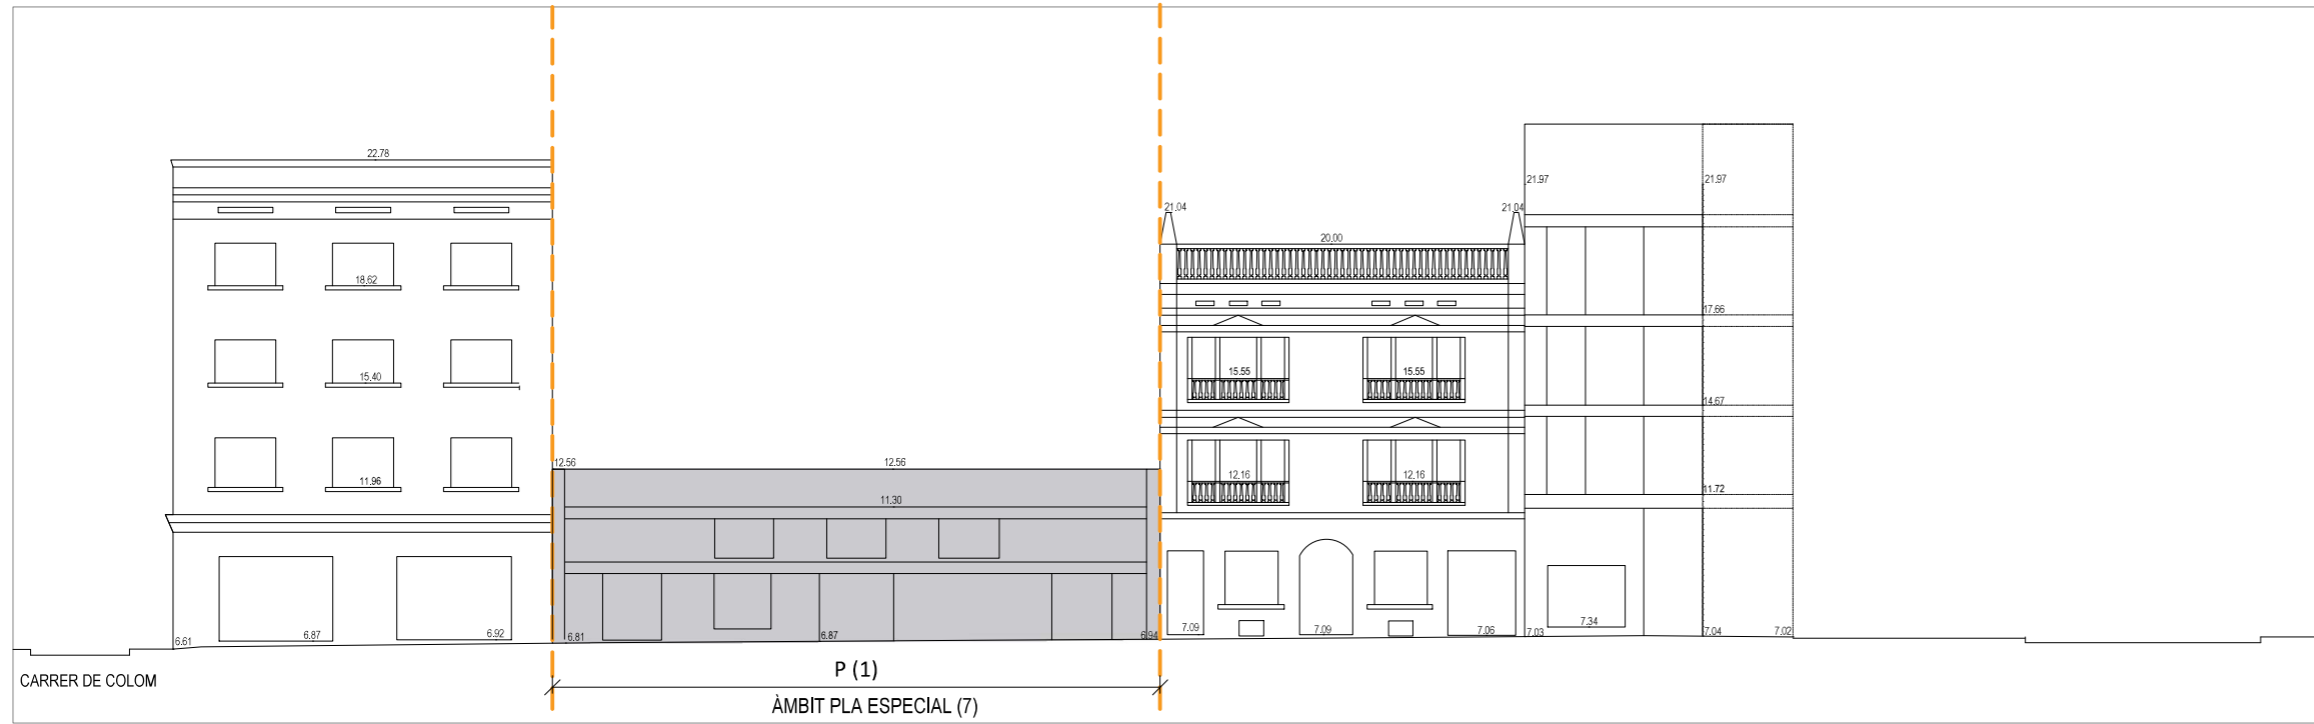 22.78
21.97 21.97
21.04 21.04
20.00
18.62
17.66
15.40 15.55 15.55
14.67
12.56 12.56
11.96 12.16 12.16 11.72
11.30
6.61 6.87 6.92 6.81 6.87 6.94 7.09 7.09 7.06 7.03 7.34 7.04 7.02
P (1)
CARRER DE COLOM
ÀMBIT PLA ESPECIAL (7)